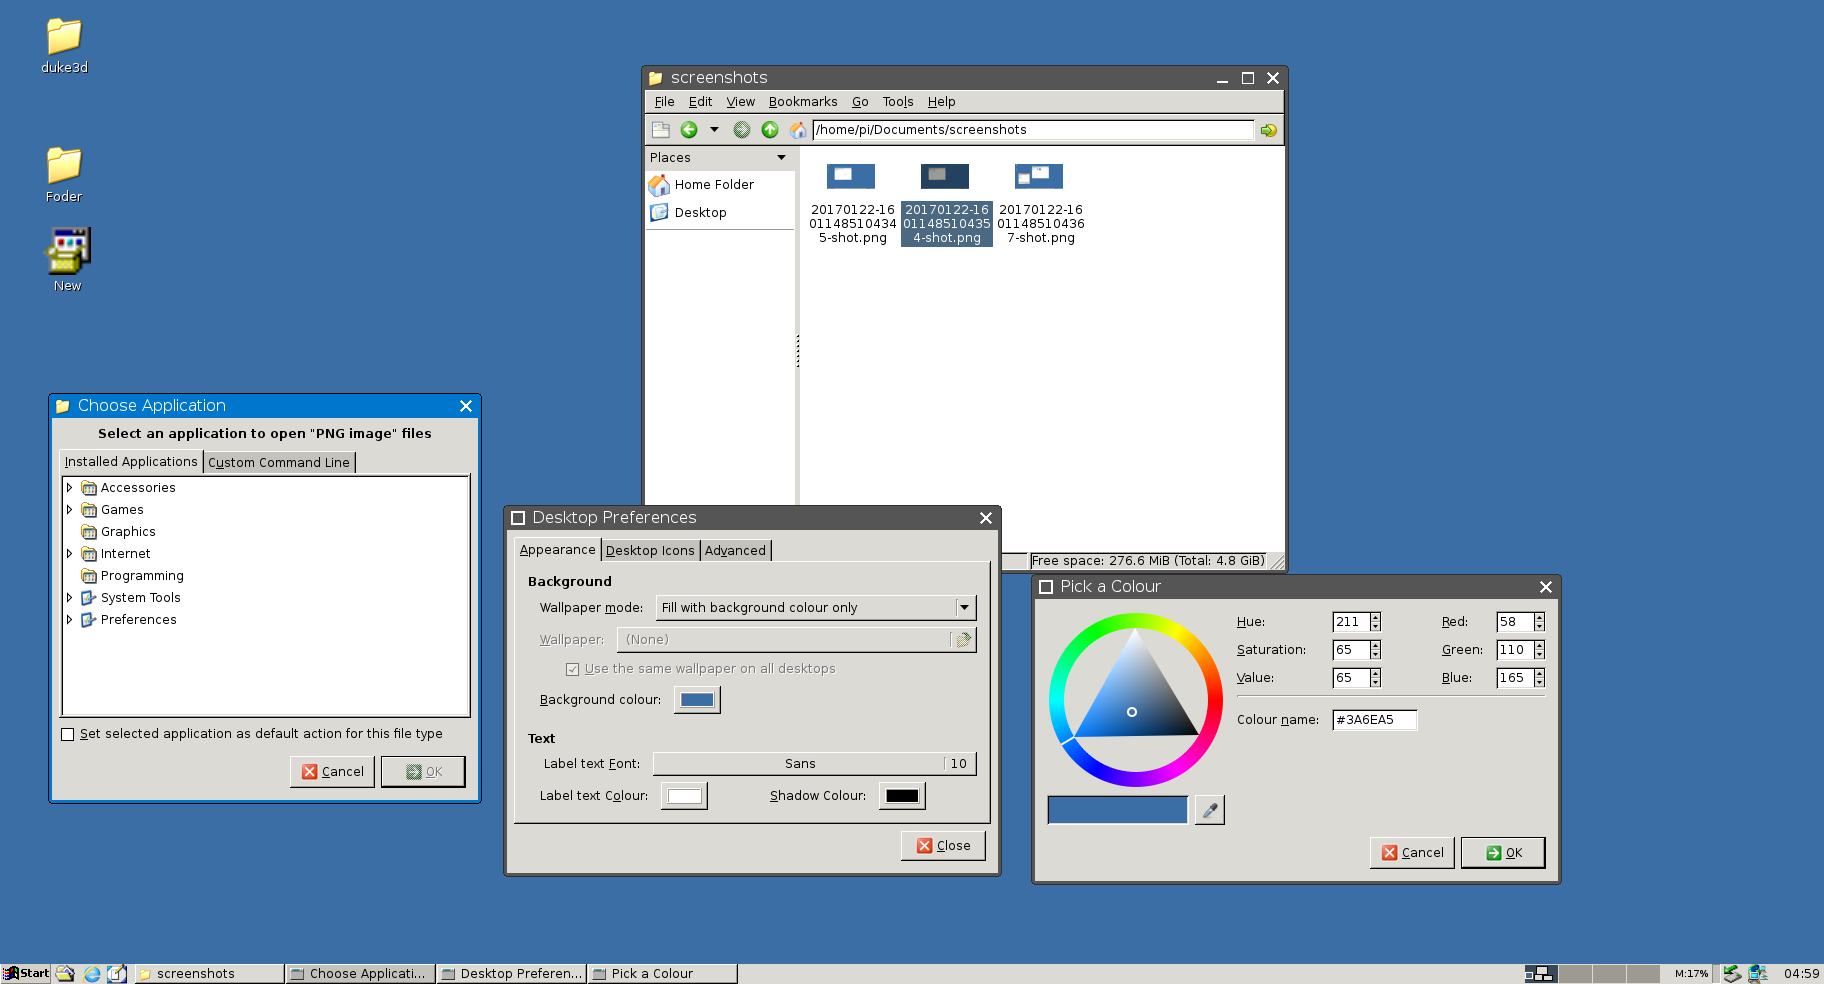 duke3d
Foder
New
screenshots
File Edit View Bookmarks Go Tools Help
/home/pi/Documents/screenshots
Places
Home Folder
Desktop
20170122-16
01148510434
5-shot.png
20170122-16
01148510435
4-shot.png
20170122-16
01148510436
7-shot.png
Free space: 276.6 MiB (Total: 4.8 GiB)
Choose Application
Select an application to open "PNG image" files
Installed Applications Custom Command Line
Accessories
Games
Graphics
Internet
Programming
System Tools
Preferences
Set selected application as default action for this file type
Cancel OK
Desktop Preferences
Appearance Desktop Icons Advanced
Background
Wallpaper mode: Fill with background colour only
Wallpaper: (None)
Use the same wallpaper on all desktops
Background colour:
Text
Label text Font: Sans 10
Label text Colour: Shadow Colour:
Close
Pick a Colour
Hue: 211 Red: 58
Saturation: 65 Green: 110
Value: 65 Blue: 165
Colour name: #3A6EA5
Cancel OK
Start screenshots Choose Applicati... Desktop Preferen... Pick a Colour M:17% 04:59